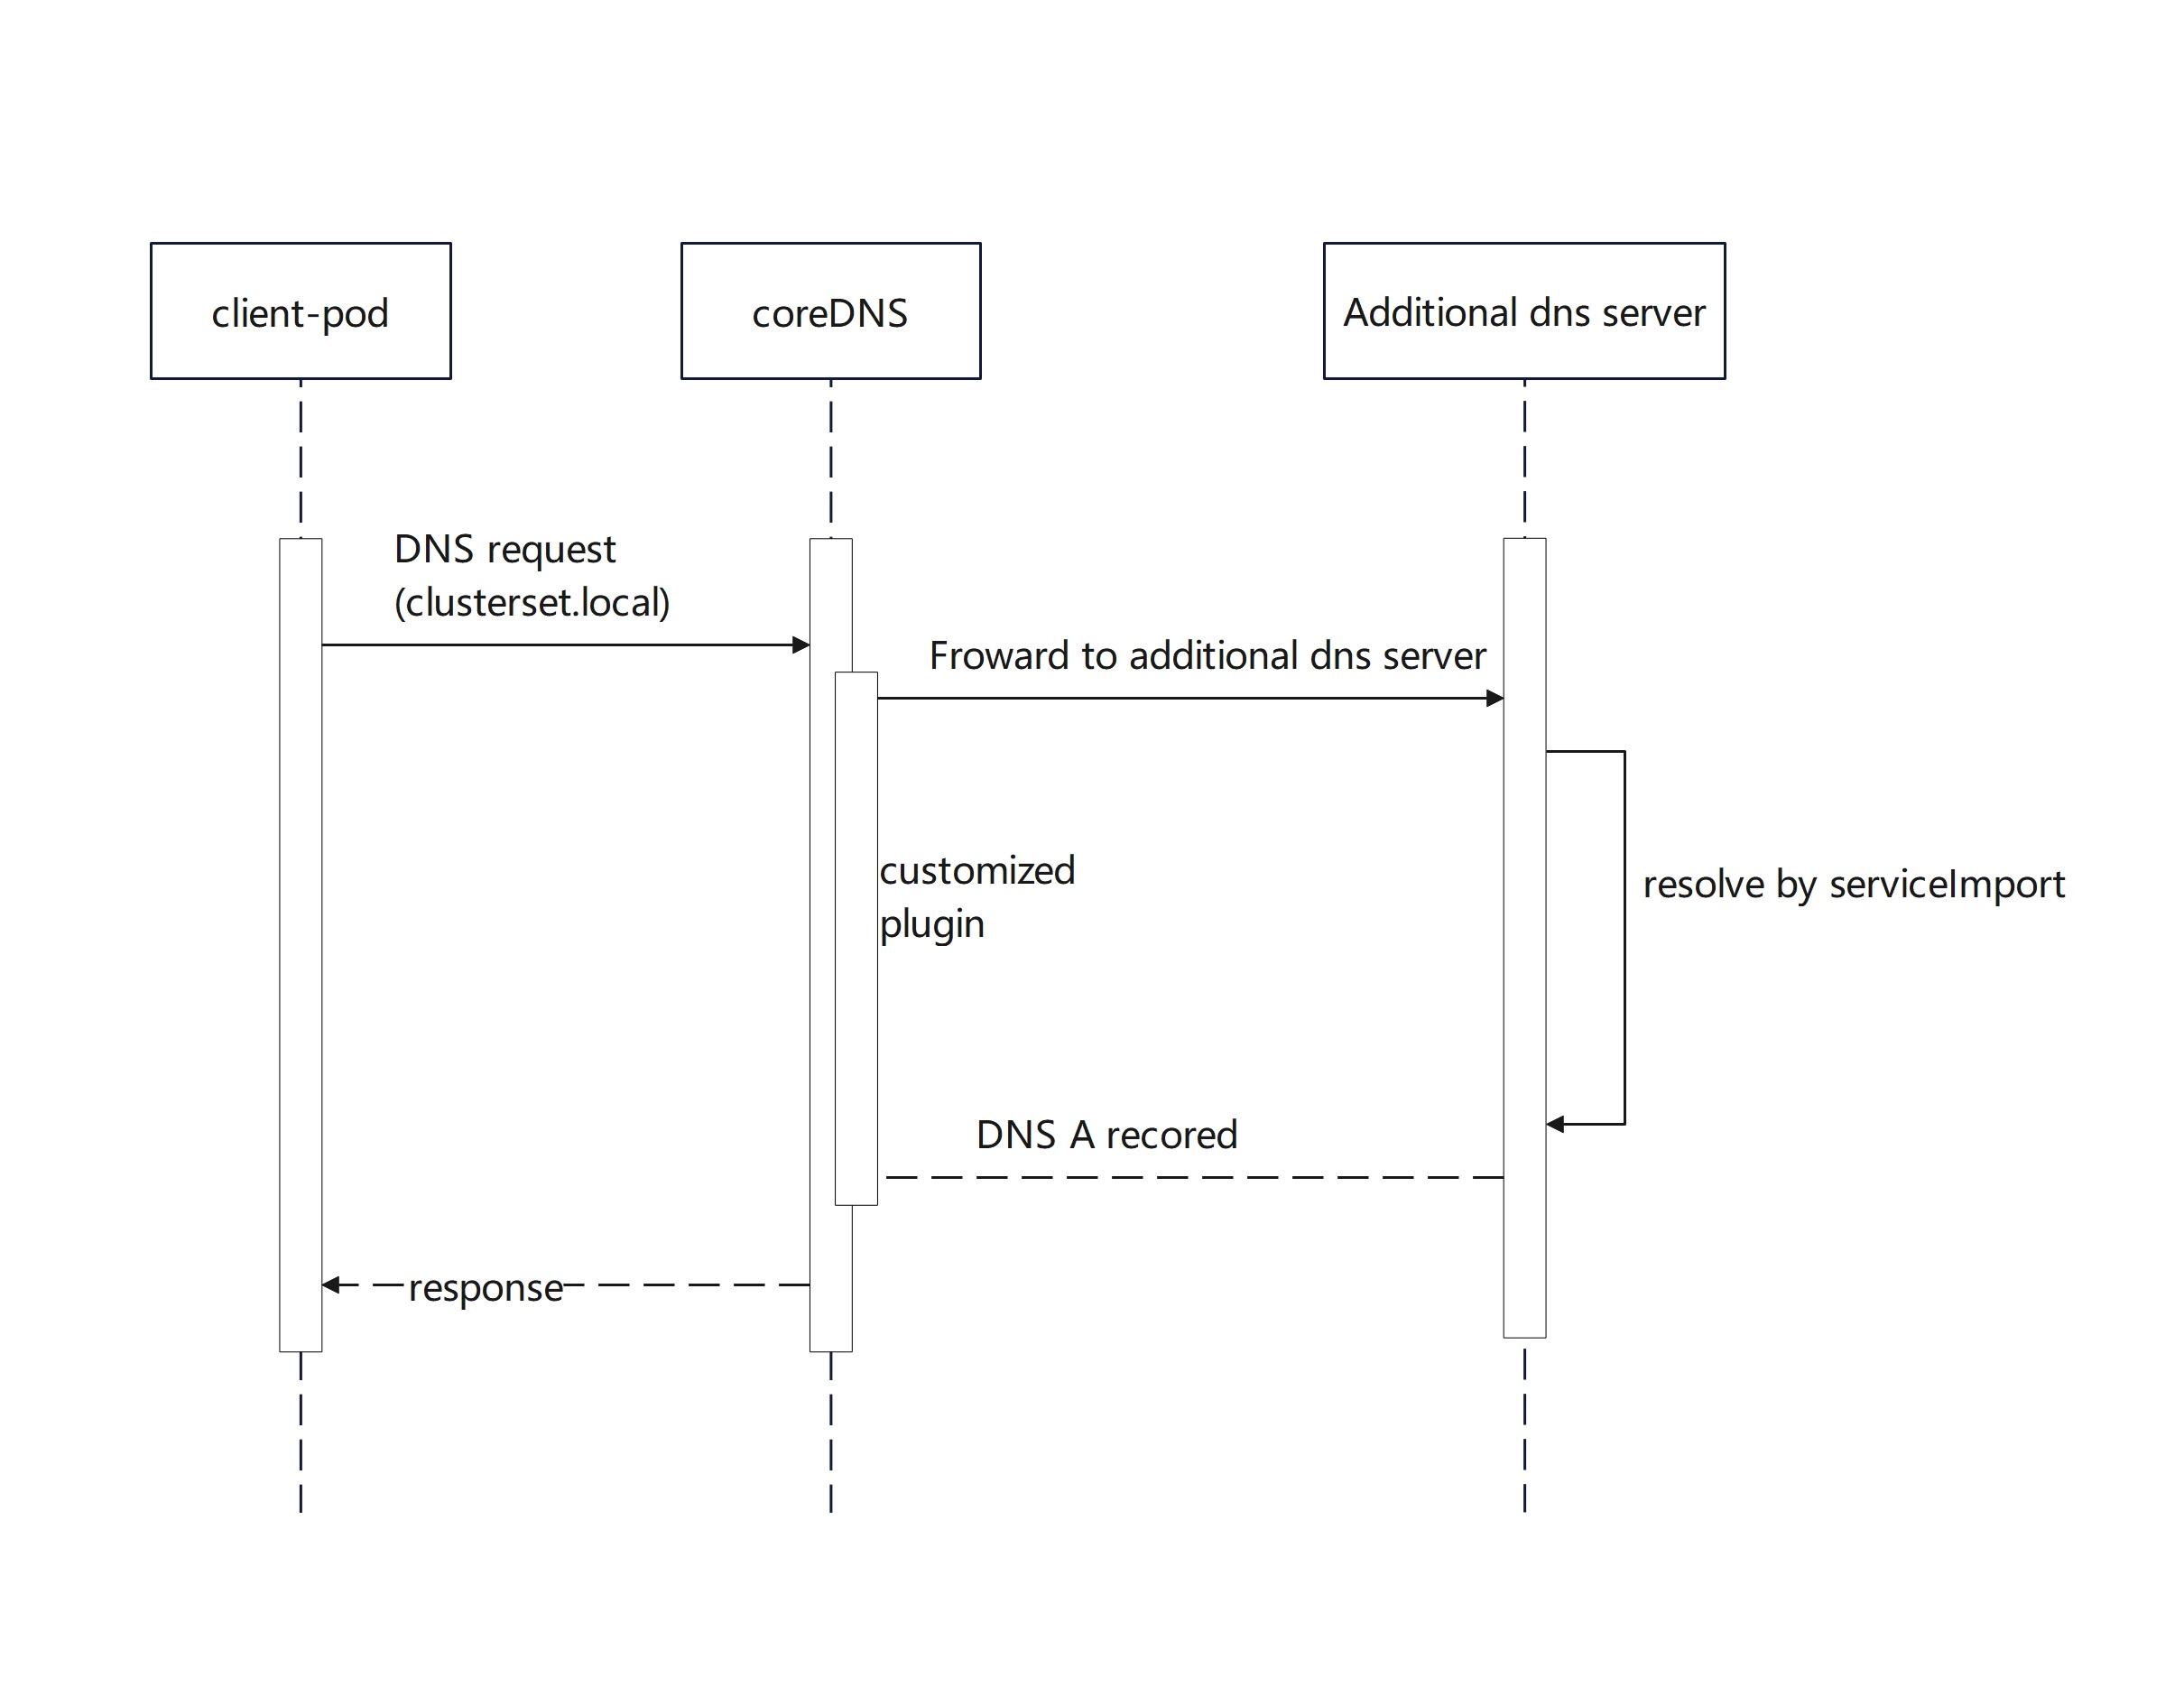 client-pod
coreDNS
Additional dns server
DNS request
(clusterset.local)
Froward to additional dns server
customized
plugin
resolve by serviceImport
DNS A recored
response